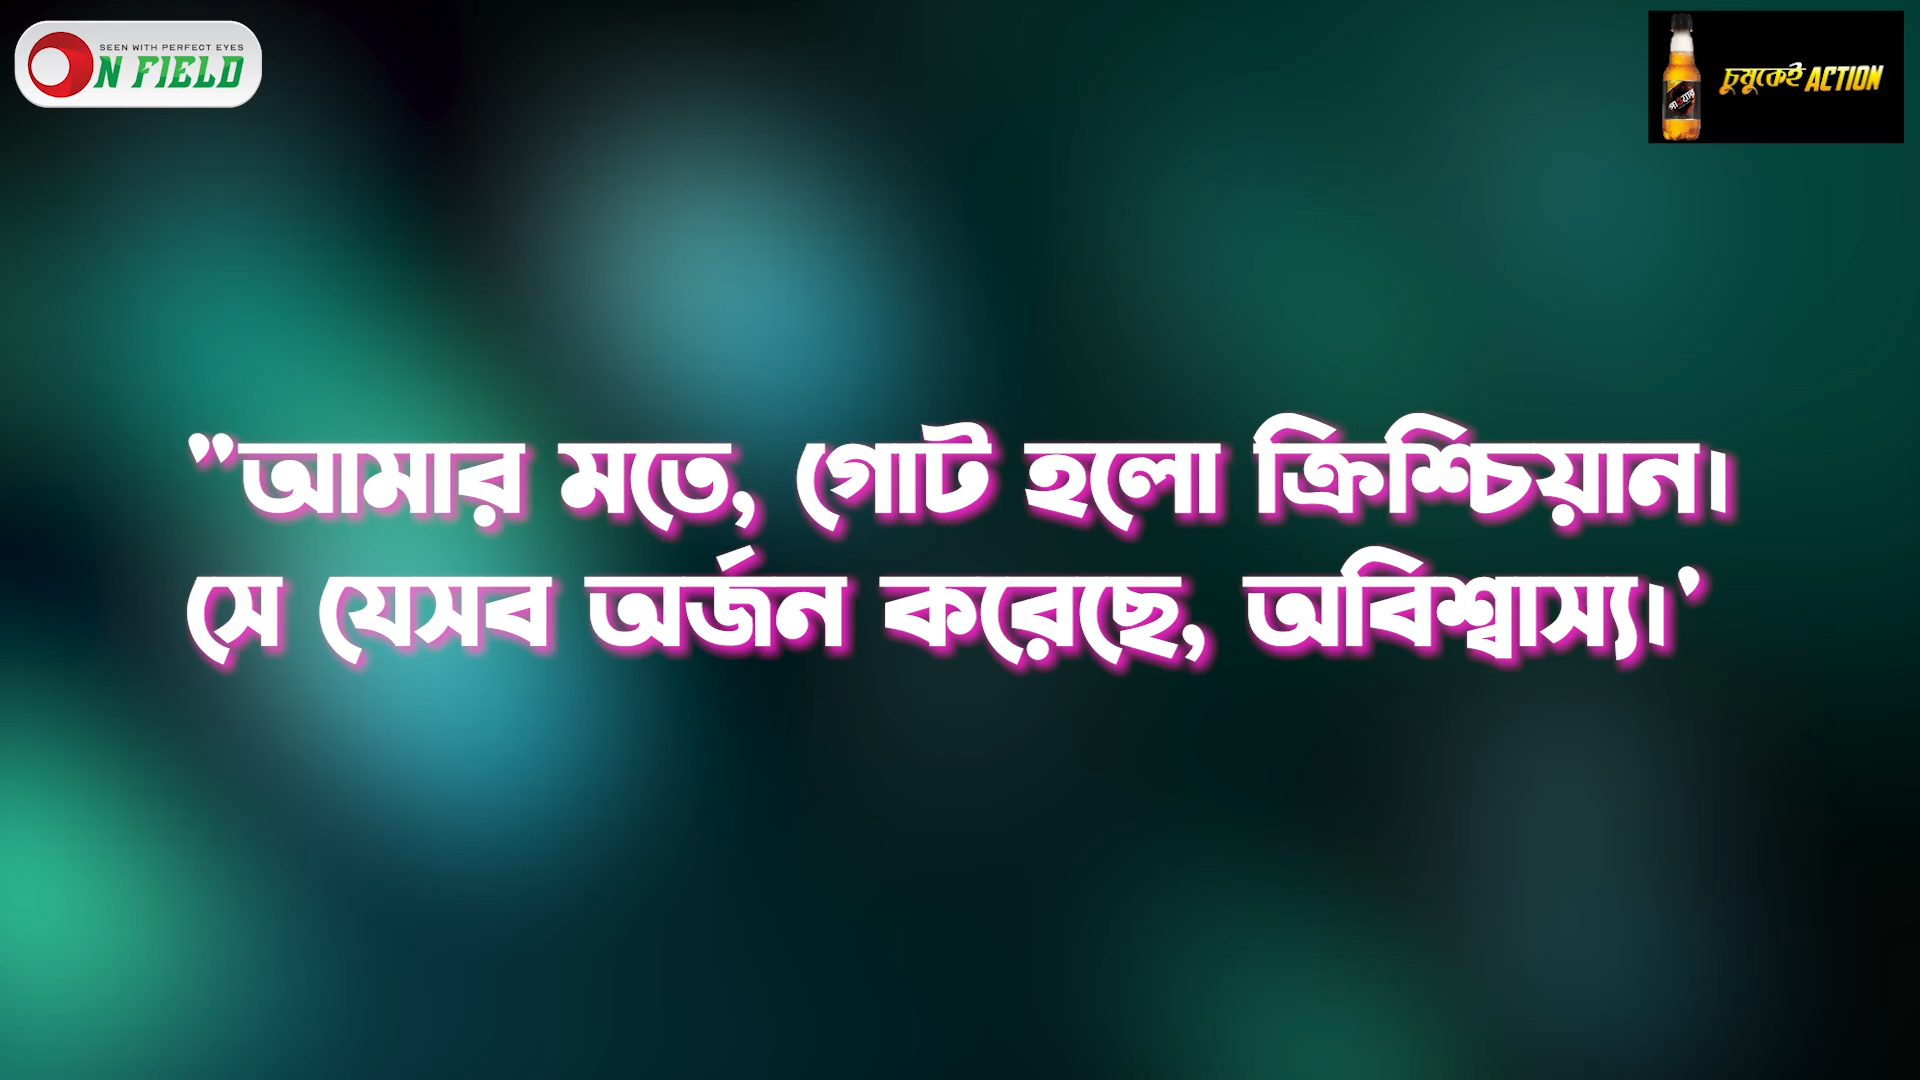 SEEN WITH PERFECT EYES
ON FIELD
চুমুকেই ACTION
"আমার মতে, গোট হলো ক্রিশ্চিয়ান।
সে যেসব অর্জন করেছে, অবিশ্বাস্য।'